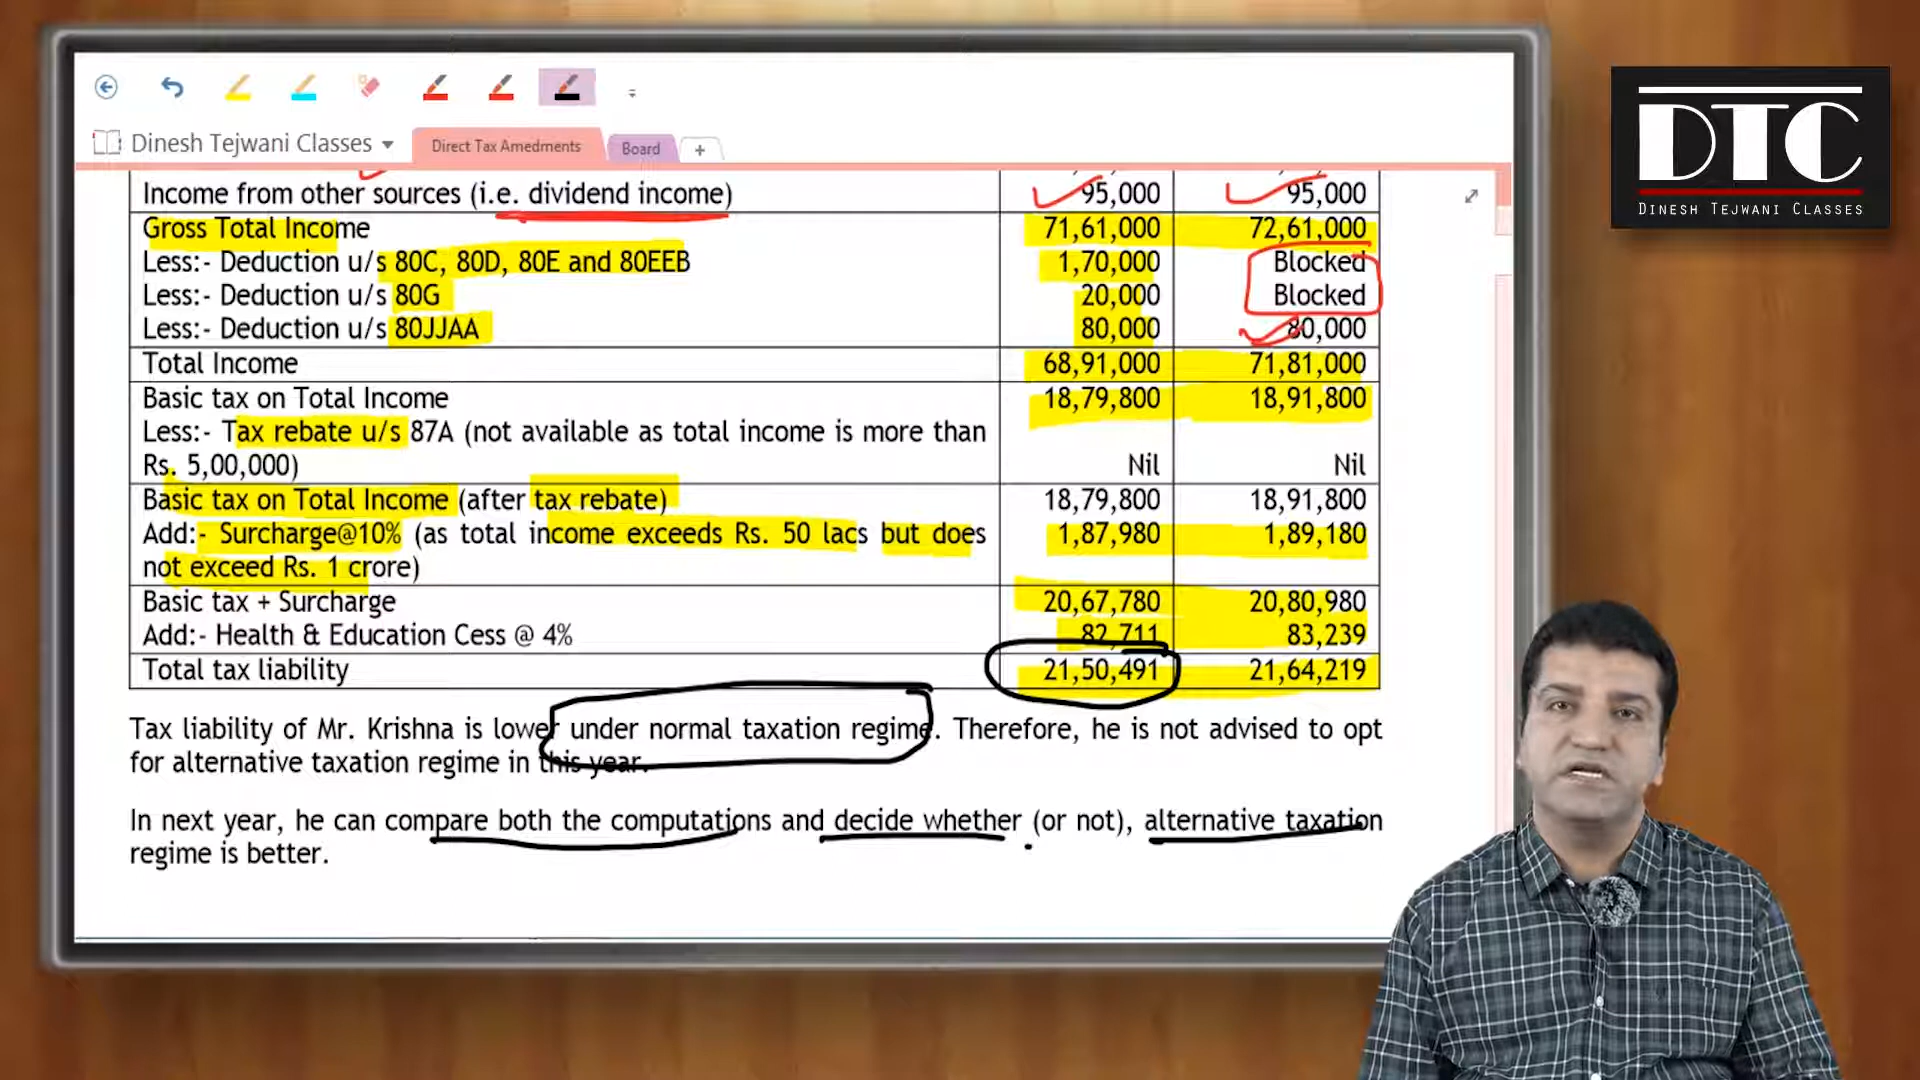 Dinesh Tejwani Classes
Direct Tax Amedments
Board
Income from other sources (i.e. dividend income) 95,000 95,000
Gross Total Income 71,61,000 72,61,000
Less:- Deduction u/s 80C, 80D, 80E and 80EEB 1,70,000 Blocked
Less:- Deduction u/s 80G 20,000 Blocked
Less:- Deduction u/s 80JJAA 80,000 80,000
Total Income 68,91,000 71,81,000
Basic tax on Total Income 18,79,800 18,91,800
Less:- Tax rebate u/s 87A (not available as total income is more than
Rs. 5,00,000) Nil Nil
Basic tax on Total Income (after tax rebate) 18,79,800 18,91,800
Add:- Surcharge@10% (as total income exceeds Rs. 50 lacs but does 1,87,980 1,89,180
not exceed Rs. 1 crore)
Basic tax + Surcharge 20,67,780 20,80,980
Add:- Health & Education Cess @ 4% 82,711 83,239
Total tax liability 21,50,491 21,64,219
Tax liability of Mr. Krishna is lower under normal taxation regime. Therefore, he is not advised to opt
for alternative taxation regime in this year.
In next year, he can compare both the computations and decide whether (or not), alternative taxation
regime is better.
DTC
DINESH TEJWANI CLASSES